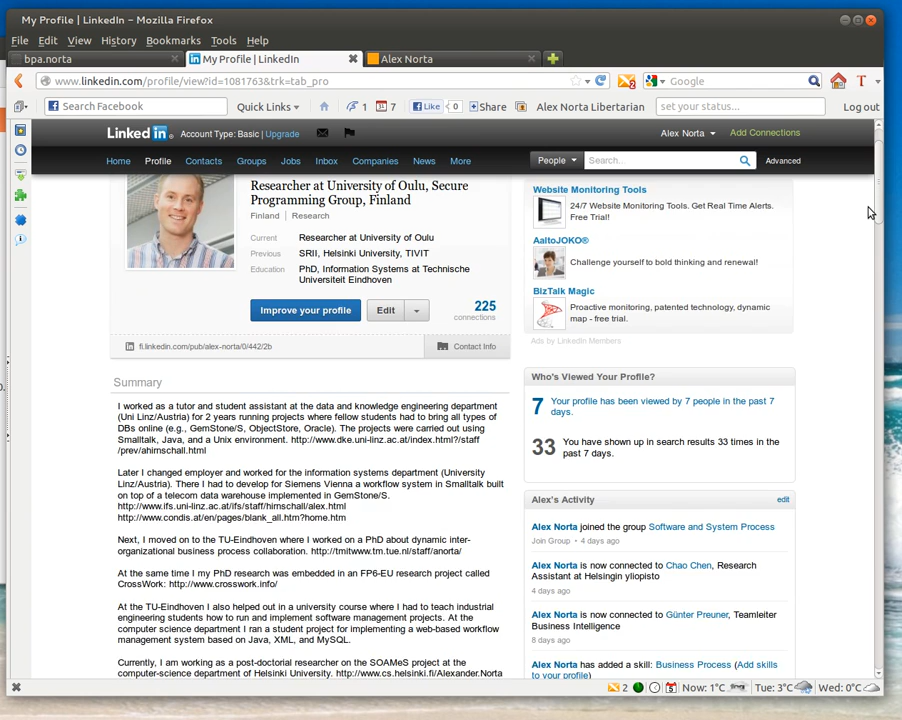 My Profile | LinkedIn - Mozilla Firefox
File Edit View History Bookmarks Tools Help
bpa.norta
My Profile | LinkedIn
Alex Norta
www.linkedin.com/profile/view?id=1081763&trk=tab_pro
Google
Search Facebook
Quick Links
1
7
Like
0
Share
Alex Norta Libertarian
set your status...
Log out
Linked in
Account Type: Basic | Upgrade
Alex Norta
Add Connections
Home Profile Contacts Groups Jobs Inbox Companies News More
People
Search...
Advanced
Researcher at University of Oulu, Secure
Programming Group, Finland
Finland | Research
Current Researcher at University of Oulu
Previous SRII, Helsinki University, TIVIT
Education PhD, Information Systems at Technische
Universiteit Eindhoven
Improve your profile
Edit
225
connections
fi.linkedin.com/pub/alex-norta/0/442/2b
Contact Info
Summary
I worked as a tutor and student assistant at the data and knowledge engineering department
(Uni Linz/Austria) for 2 years running projects where fellow students had to bring all types of
DBs online (e.g., GemStone/S, ObjectStore, Oracle). The projects were carried out using
Smalltalk, Java, and a Unix environment. http://www.dke.uni-linz.ac.at/index.html?/staff
/prev/ahirnschall.html
Later I changed employer and worked for the information systems department (University
Linz/Austria). There I had to develop for Siemens Vienna a workflow system in Smalltalk built
on top of a telecom data warehouse implemented in GemStone/S.
http://www.ifs.uni-linz.ac.at/ifs/staff/hirnschall/alex.html
http://www.condis.at/en/pages/blank_all.htm?home.htm
Next, I moved on to the TU-Eindhoven where I worked on a PhD about dynamic inter-
organizational business process collaboration. http://tmitwww.tm.tue.nl/staff/anorta/
At the same time I my PhD research was embedded in an FP6-EU research project called
CrossWork: http://www.crosswork.info/
At the TU-Eindhoven I also helped out in a university course where I had to teach industrial
engineering students how to run and implement software management projects. At the
computer science department I ran a student project for implementing a web-based workflow
management system based on Java, XML, and MySQL.
Currently, I am working as a post-doctorial researcher on the SOAMeS project at the
computer-science department of Helsinki University. http://www.cs.helsinki.fi/Alexander.Norta
Website Monitoring Tools
24/7 Website Monitoring Tools. Get Real Time Alerts.
Free Trial!
AaltoJOKO®
Challenge yourself to bold thinking and renewal!
BizTalk Magic
Proactive monitoring, patented technology, dynamic
map - free trial.
Ads by LinkedIn Members
Who's Viewed Your Profile?
7 Your profile has been viewed by 7 people in the past 7
days.
33 You have shown up in search results 33 times in the
past 7 days.
Alex's Activity
edit
Alex Norta joined the group Software and System Process
Join Group • 4 days ago
Alex Norta is now connected to Chao Chen, Research
Assistant at Helsingin yliopisto
4 days ago
Alex Norta is now connected to Günter Preuner, Teamleiter
Business Intelligence
8 days ago
Alex Norta has added a skill: Business Process (Add skills
to your profile)
2
Now: 1°C
Tue: 3°C
Wed: 0°C